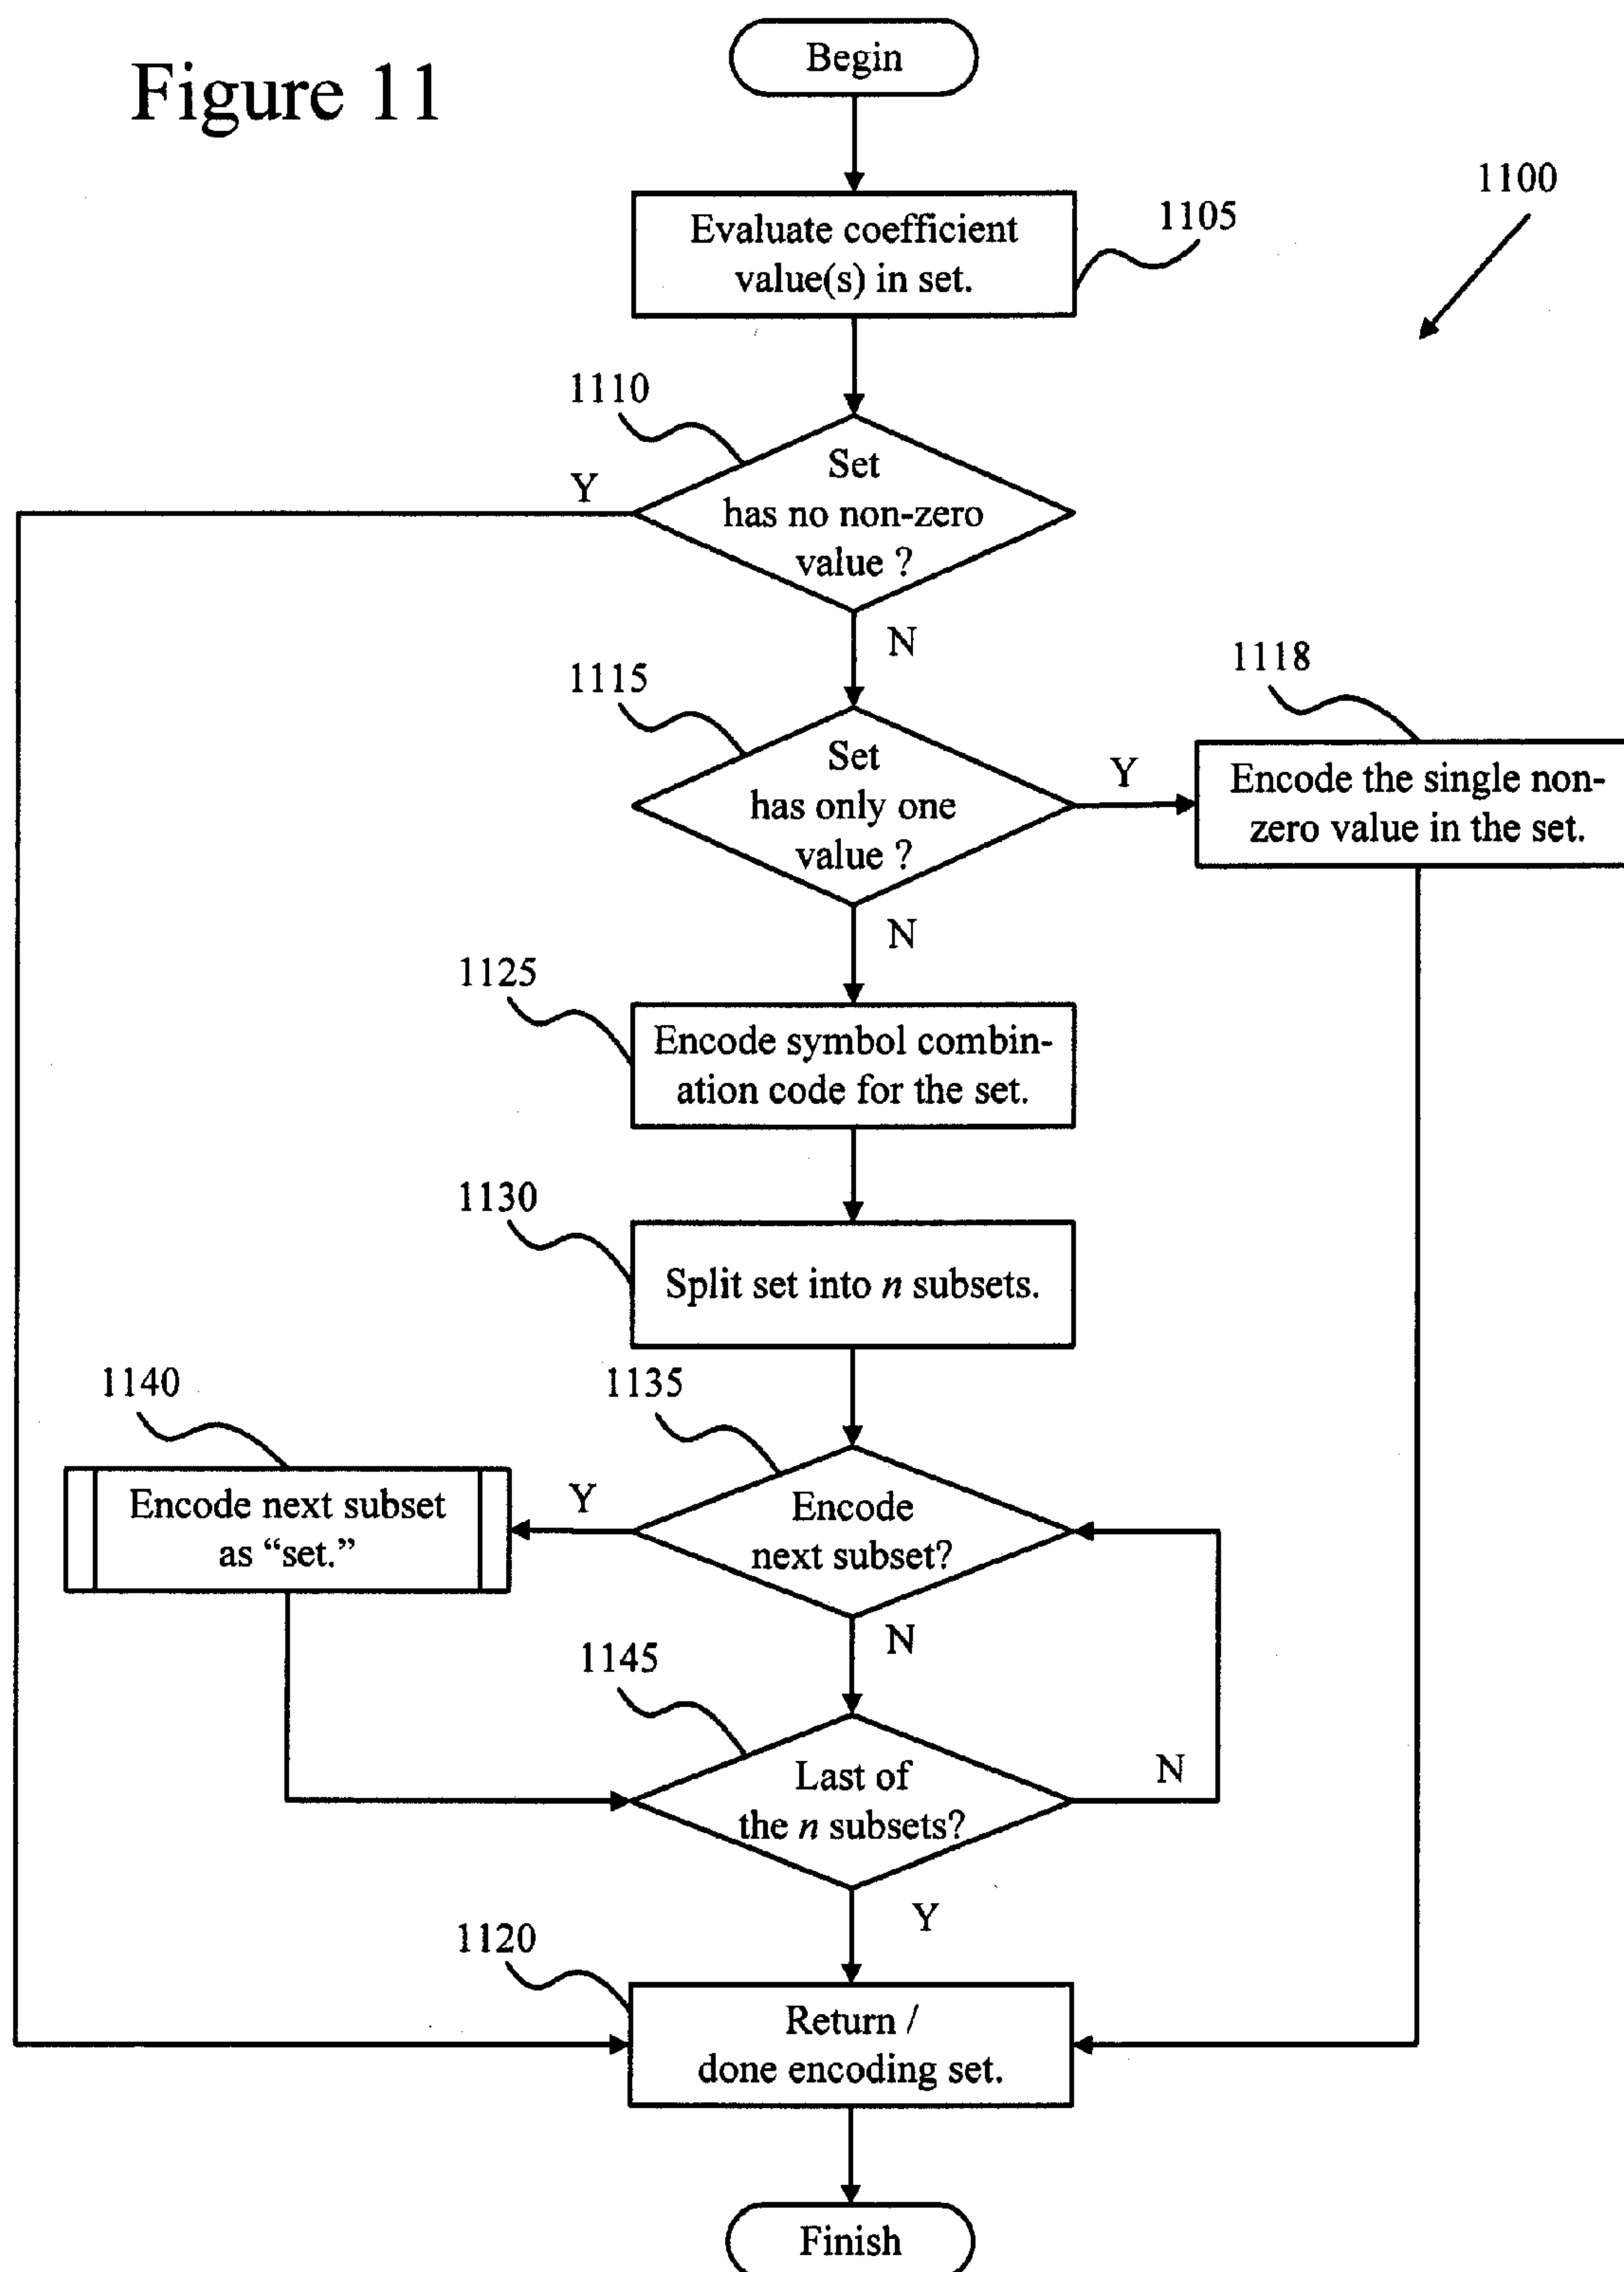 Figure 11
Begin
1100
1105
Evaluate coefficient
value(s) in set.
1110
Y
Set
has no non-zero
value ?
N
1118
1115
Set
has only one
value ?
Y
Encode the single non-
zero value in the set.
N
1125
Encode symbol combin-
ation code for the set.
1130
Split set into n subsets.
1140
1135
Encode next subset
as “set.”
Y
Encode
next subset?
N
1145
Last of
the n subsets?
N
Y
1120
Return /
done encoding set.
Finish